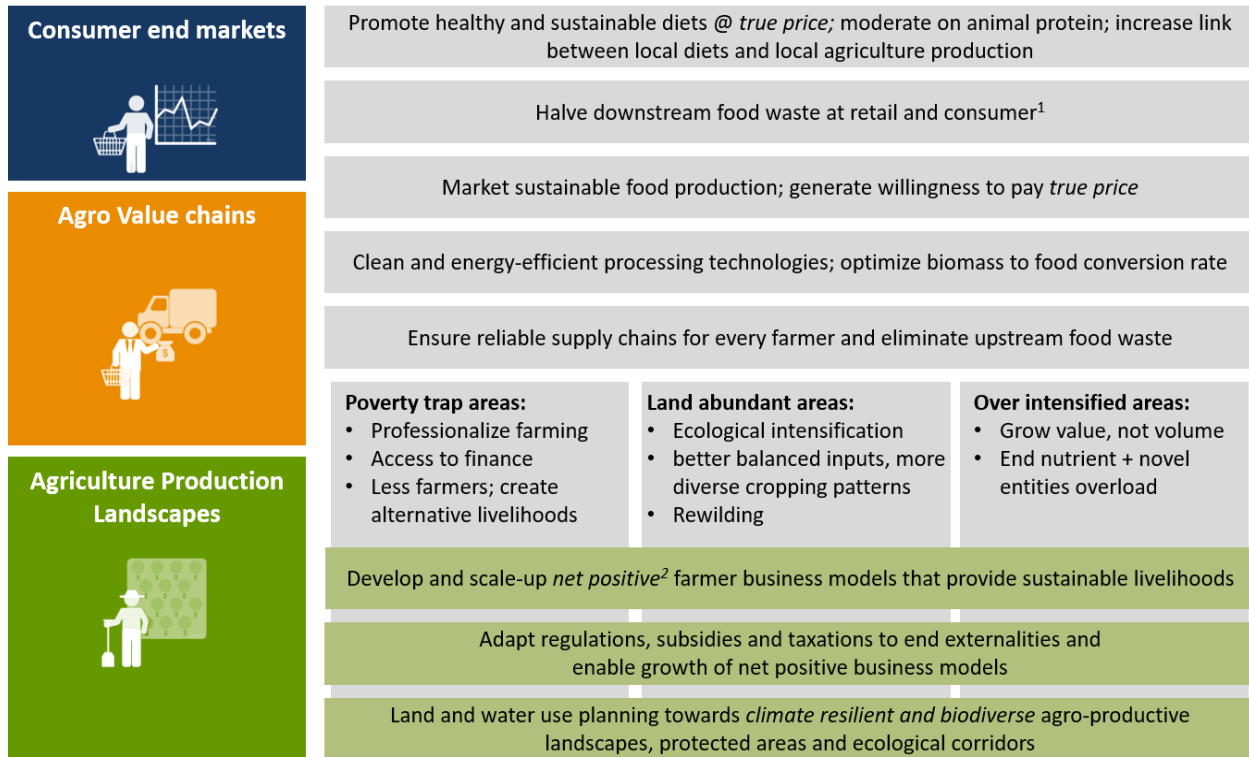 Consumer end markets
Promote healthy and sustainable diets @ true price; moderate on animal protein; increase link
between local diets and local agriculture production
Halve downstream food waste at retail and consumer¹
Market sustainable food production; generate willingness to pay true price
Agro Value chains
$
Clean and energy-efficient processing technologies; optimize biomass to food conversion rate
Ensure reliable supply chains for every farmer and eliminate upstream food waste
Agriculture Production
Landscapes
Poverty trap areas:
• Professionalize farming
• Access to finance
• Less farmers; create
alternative livelihoods
Land abundant areas:
• Ecological intensification
• better balanced inputs, more
diverse cropping patterns
• Rewilding
Over intensified areas:
• Grow value, not volume
• End nutrient + novel
entities overload
Develop and scale-up net positive² farmer business models that provide sustainable livelihoods
Adapt regulations, subsidies and taxations to end externalities and
enable growth of net positive business models
Land and water use planning towards climate resilient and biodiverse agro-productive
landscapes, protected areas and ecological corridors